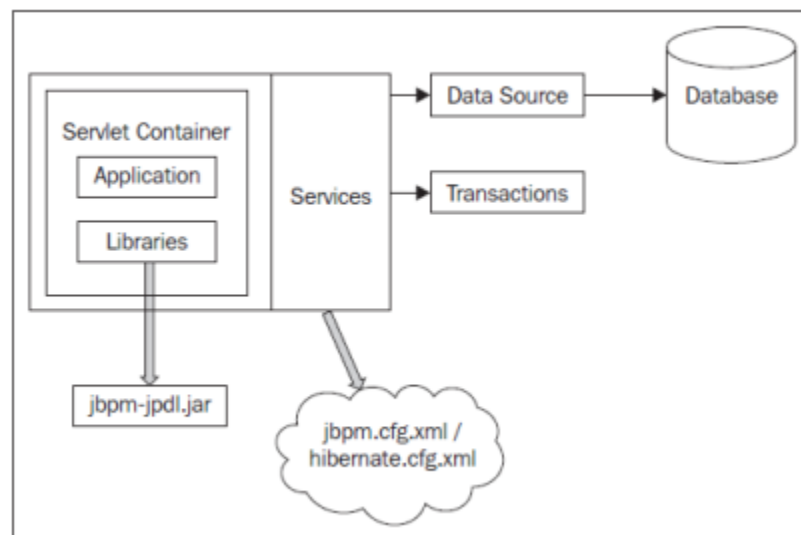 Servlet Container
Application
Libraries
Services
Data Source
Database
Transactions
jbpm-jpdl.jar
jbpm.cfg.xml /
hibernate.cfg.xml